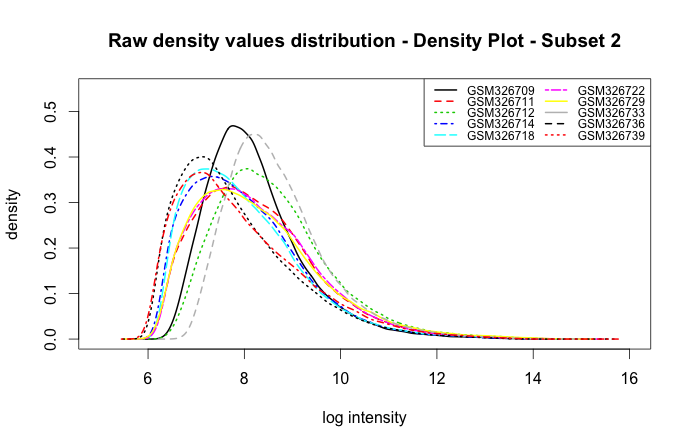 Raw density values distribution - Density Plot - Subset 2
GSM326709 GSM326722
GSM326711 GSM326729
GSM326712 GSM326733
GSM326714 GSM326736
GSM326718 GSM326739
density
0.5
0.4
0.3
0.2
0.1
0.0
6 8 10 12 14 16
log intensity